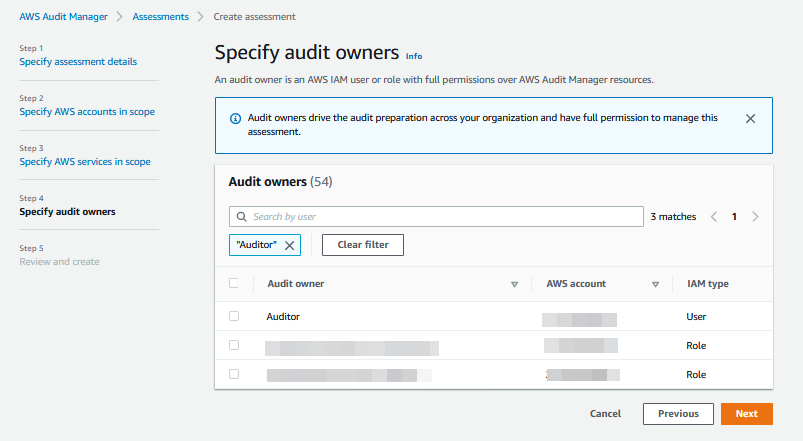 AWS Audit Manager > Assessments > Create assessment
Step 1
Specify assessment details
Step 2
Specify AWS accounts in scope
Step 3
Specify AWS services in scope
Step 4
Specify audit owners
Step 5
Review and create
Specify audit owners Info
An audit owner is an AWS IAM user or role with full permissions over AWS Audit Manager resources.
Audit owners drive the audit preparation across your organization and have full permission to manage this
assessment.
Audit owners (54)
Search by user
3 matches
1
"Auditor"
Clear filter
Audit owner AWS account IAM type
Auditor User
Role
Role
Cancel Previous Next